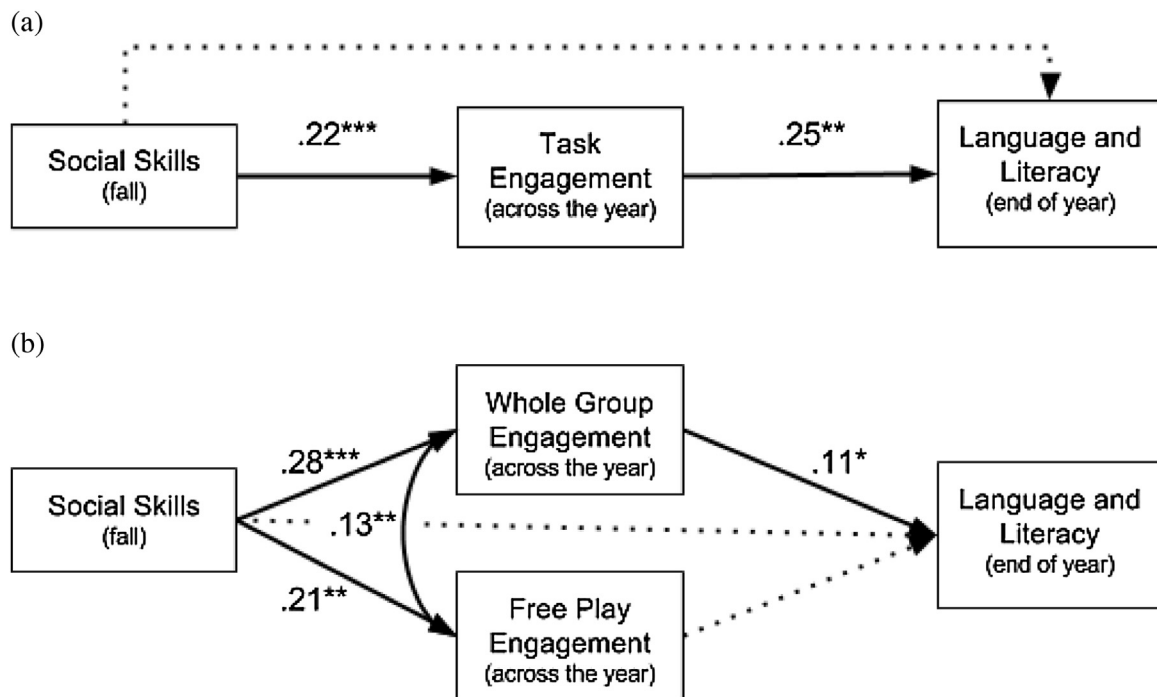 (a)
Social Skills
(fall)
.22***
Task
Engagement
(across the year)
.25**
Language and
Literacy
(end of year)
(b)
Social Skills
(fall)
.28***
.13**
.21**
Whole Group
Engagement
(across the year)
Free Play
Engagement
(across the year)
.11*
Language and
Literacy
(end of year)